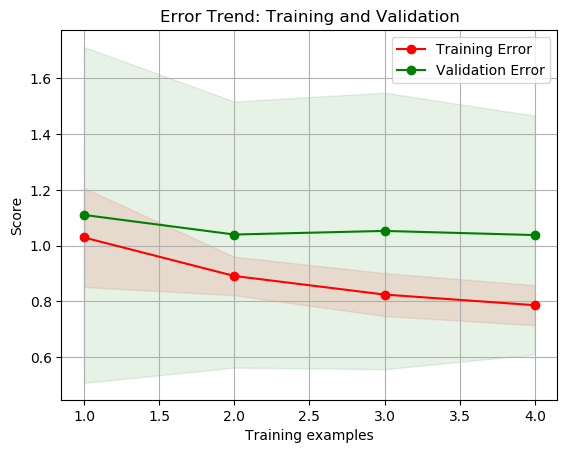 Error Trend: Training and Validation
Training Error
Validation Error
Score
1.6
1.4
1.2
1.0
0.8
0.6
1.0 1.5 2.0 2.5 3.0 3.5 4.0
Training examples